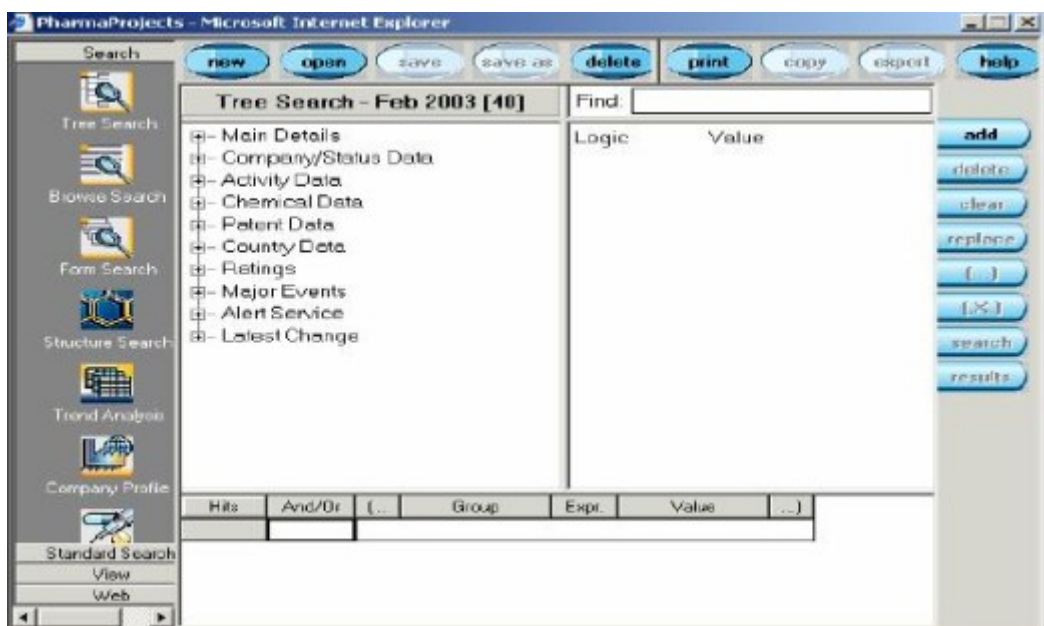 PharmaProjects - Microsoft Internet Explorer
Search
new open save save as delete print copy export help
Tree Search - Feb 2003 [40]
Find:
Tree Search
Browse Search
Form Search
Structure Search
Trend Analysis
Company Profile
Standard Search
View
Web
+- Main Details
+- Company/Status Data
+- Activity Data
+- Chemical Data
+- Patent Data
+- Country Data
+- Ratings
+- Major Events
+- Alert Service
+- Latest Change
Logic Value
add
delete
clear
replace
(...)
(.X.)
search
results
Hits And/Or (... Group Expr. Value ...)